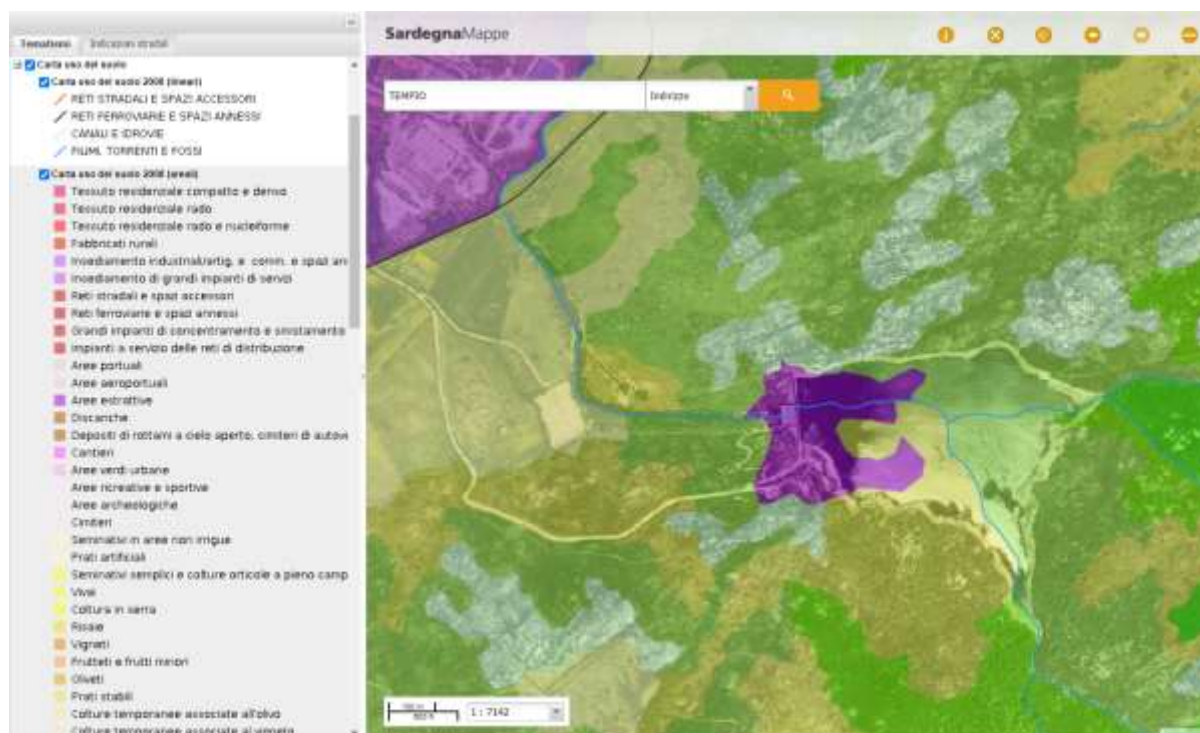 Tematismi Indicazioni stradali
Carta uso del suolo
Carta uso del suolo 2008 (lineari)
RETI STRADALI E SPAZI ACCESSORI
RETI FERROVIARIE E SPAZI ANNESSI
CANALI E IDROVIE
FIUMI, TORRENTI E FOSSI
Carta uso del suolo 2008 (areali)
Tessuto residenziale compatto e denso
Tessuto residenziale rado
Tessuto residenziale rado e nucleiforme
Fabbricati rurali
Insediamento industriali/artig. e comm. e spazi an
Insediamento di grandi impianti di servizi
Reti stradali e spazi accessori
Reti ferroviarie e spazi annessi
Grandi impianti di concentramento e smistamento
Impianti a servizio delle reti di distribuzione
Aree portuali
Aree aeroportuali
Aree estrattive
Discariche
Depositi di rottami a cielo aperto, cimiteri di autove
Cantieri
Aree verdi urbane
Aree ricreative e sportive
Aree archeologiche
Cimiteri
Seminativi in aree non irrigue
Prati artificiali
Seminativi semplici e colture orticole a pieno camp
Vivai
Coltura in serra
Risaie
Vigneti
Frutteti e frutti minori
Oliveti
Prati stabili
Colture temporanee associate all'olivo
Colture temporanee associate al vigneto
SardegnaMappe
TEMPIO Indirizzo
1 : 7142